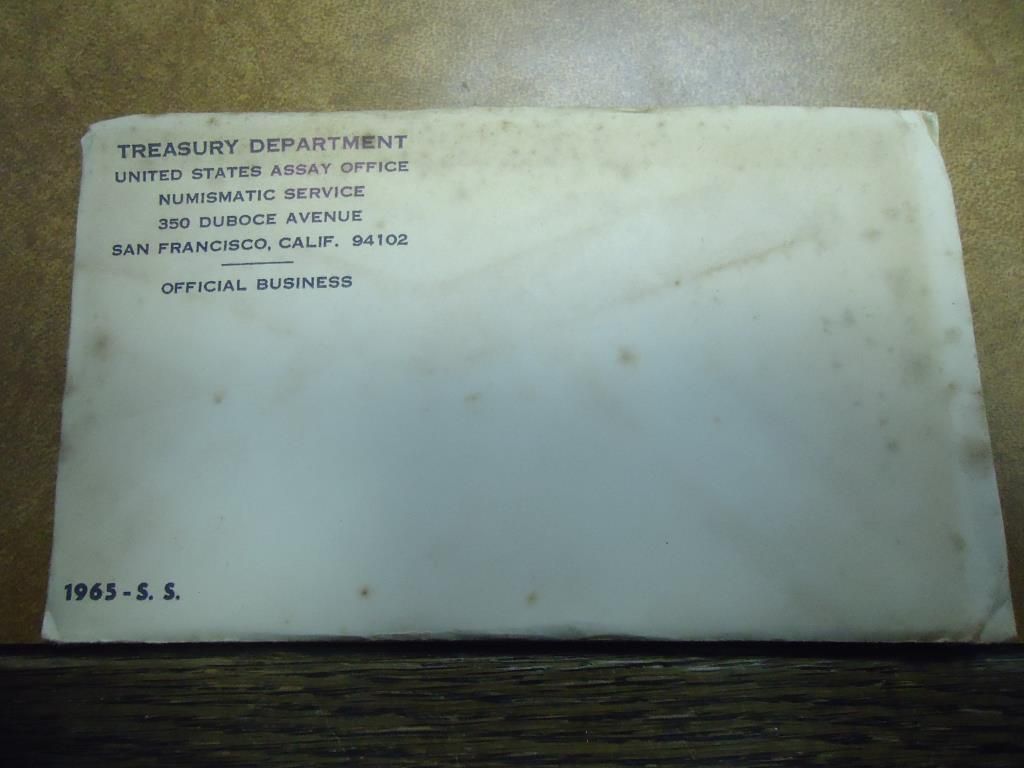 TREASURY DEPARTMENT
UNITED STATES ASSAY OFFICE
NUMISMATIC SERVICE
350 DUBOCE AVENUE
SAN FRANCISCO, CALIF. 94102
OFFICIAL BUSINESS
1965 - S. S.